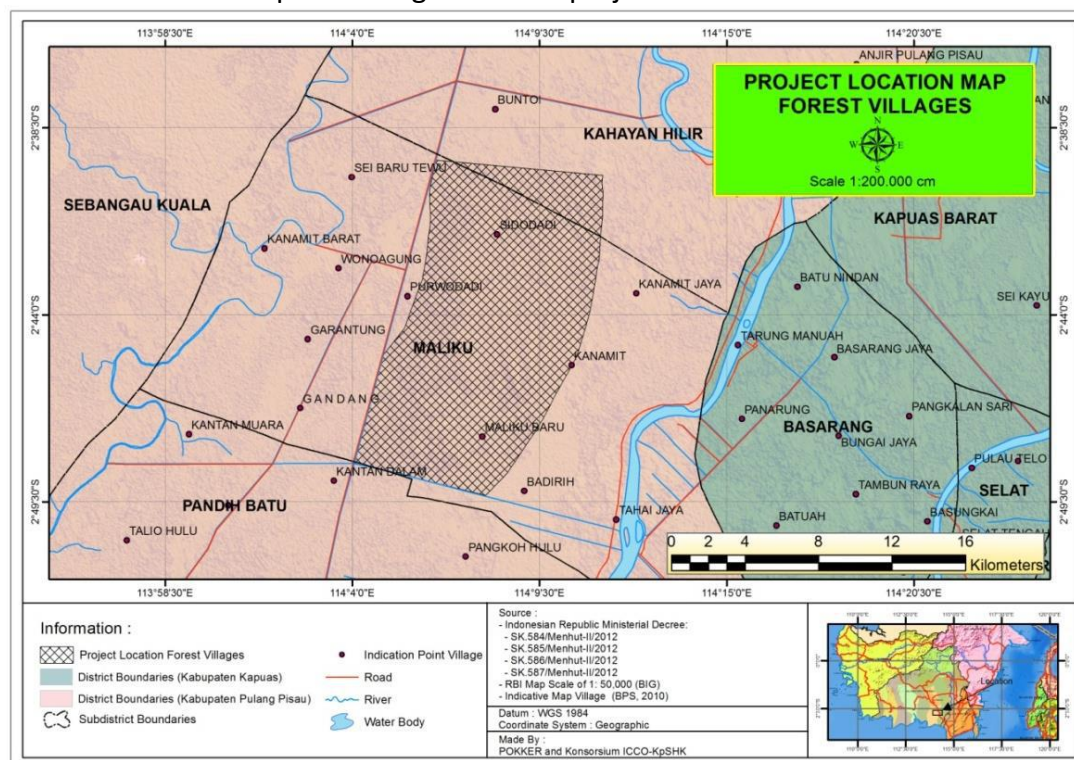 113°58'30"E
114°4'0"E
114°9'30"E
114°15'0"E
114°20'30"E
ANJIR PULANG PISAU
PROJECT LOCATION MAP
FOREST VILLAGES
N
W
E
S
Scale 1:200.000 cm
BUNTOI
KAHAYAN HILIR
2°38'30"S
2°38'30"S
SEI BARU TEWU
SEBANGAU KUALA
KAPUAS BARAT
SIDODADI
KANAMIT BARAT
WONOAGUNG
PURWODADI
KANAMIT JAYA
BATU NINDAN
SEI KAYU
2°44'0"S
2°44'0"S
GARANTUNG
MALIKU
TARUNG MANUAH
BASARANG JAYA
KANAMIT
GANDANG
PANARUNG
PANGKALAN SARI
KANTAN MUARA
MALIKU BARU
BASARANG
BUNGAI JAYA
PULAU TELO
KANTAN DALAM
BADIRIH
SELAT
TAMBUN RAYA
2°49'30"S
2°49'30"S
PANDIH BATU
TAHAI JAYA
BATUAH
BASUNGKAI
TALIO HULU
PANGKOH HULU
SELAT TENGAH
0 2 4 8 12 16
Kilometers
113°58'30"E
114°4'0"E
114°9'30"E
114°15'0"E
114°20'30"E
Information :
Project Location Forest Villages
District Boundaries (Kabupaten Kapuas)
District Boundaries (Kabupaten Pulang Pisau)
Subdistrict Boundaries
Indication Point Village
Road
River
Water Body
Source :
- Indonesian Republic Ministerial Decree:
- SK.584/Menhut-II/2012
- SK.585/Menhut-II/2012
- SK.586/Menhut-II/2012
- SK.587/Menhut-II/2012
- RBI Map Scale of 1: 50,000 (BIG)
- Indicative Map Village (BPS, 2010)
Datum : WGS 1984
Coordinate System : Geographic
Made By :
POKKER and Konsorsium ICCO-KpSHK
Location